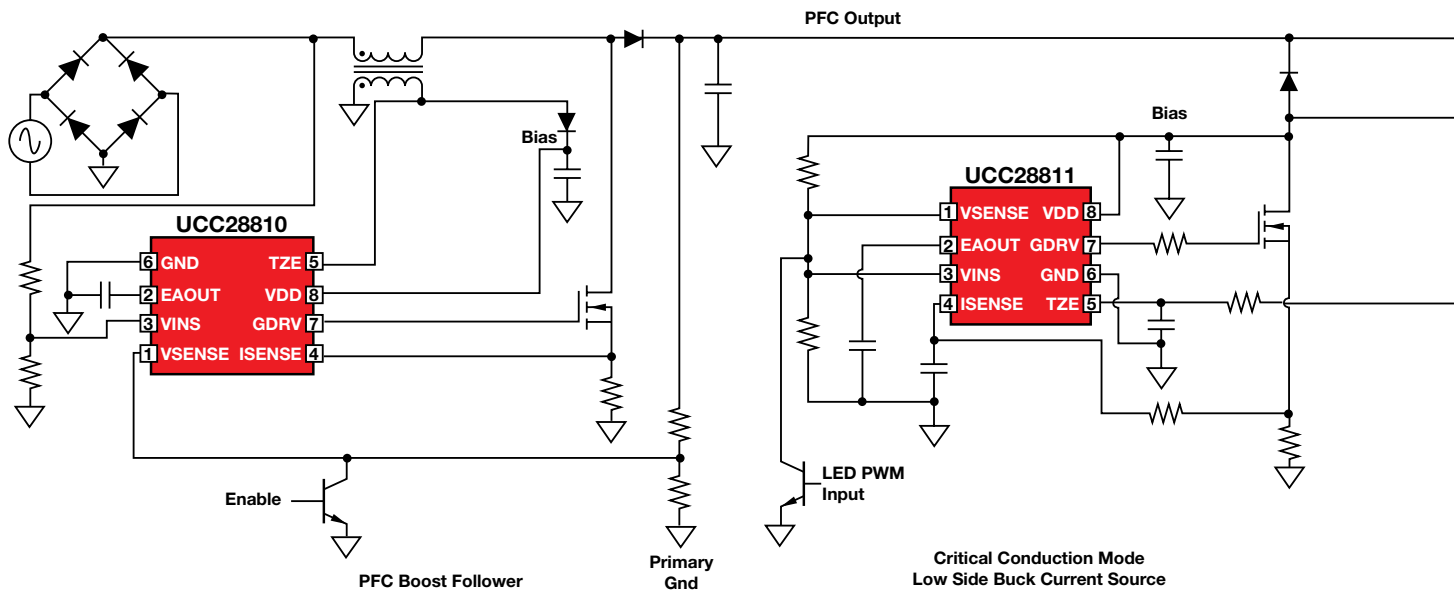 PFC Output
Bias
Bias
UCC28810
6 GND TZE 5
2 EAOUT VDD 8
3 VINS GDRV 7
1 VSENSE ISENSE 4
UCC28811
1 VSENSE VDD 8
2 EAOUT GDRV 7
3 VINS GND 6
4 ISENSE TZE 5
Enable
LED PWM
Input
Primary
Gnd
PFC Boost Follower
Critical Conduction Mode
Low Side Buck Current Source